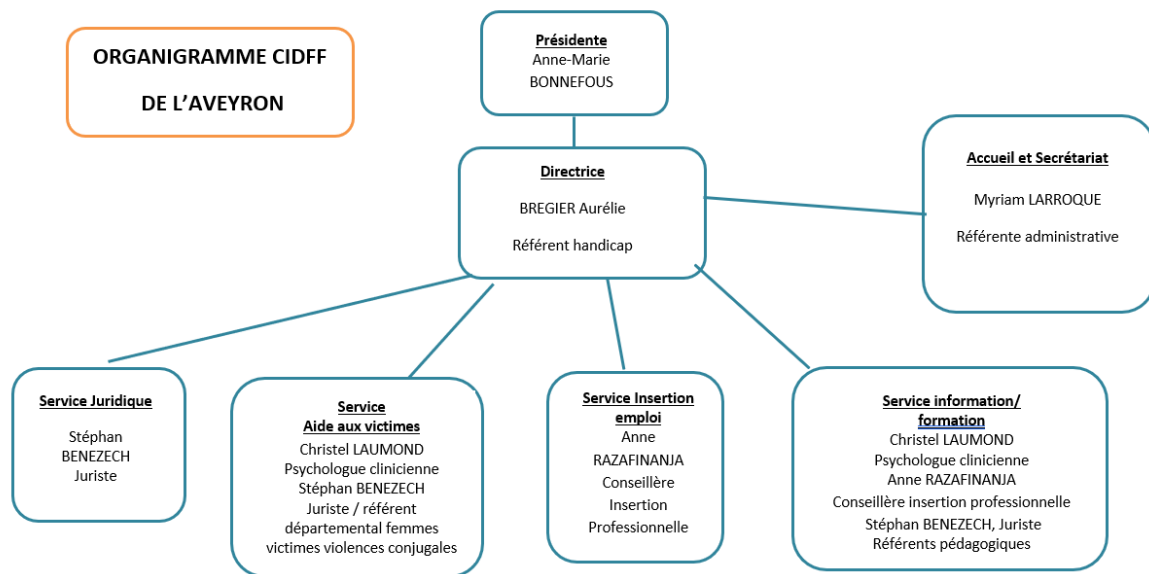 ORGANIGRAMME CIDFF
DE L'AVEYRON
Présidente
Anne-Marie
BONNEFOUS
Directrice
BREGIER Aurélie
Référent handicap
Accueil et Secrétariat
Myriam LARROQUE
Référente administrative
Service Juridique
Stéphan
BENEZECH
Juriste
Service
Aide aux victimes
Christel LAUMOND
Psychologue clinicienne
Stéphan BENEZECH
Juriste / référent
départemental femmes
victimes violences conjugales
Service Insertion
emploi
Anne
RAZAFINANJA
Conseillère
Insertion
Professionnelle
Service information/
formation
Christel LAUMOND
Psychologue clinicienne
Anne RAZAFINANJA
Conseillère insertion professionnelle
Stéphan BENEZECH, Juriste
Référents pédagogiques